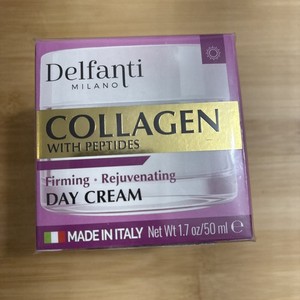 Delfanti
MILANO
COLLAGEN
WITH PEPTIDES
Firming · Rejuvenating
DAY CREAM
MADE IN ITALY Net Wt 1.7 oz/50 ml ℮